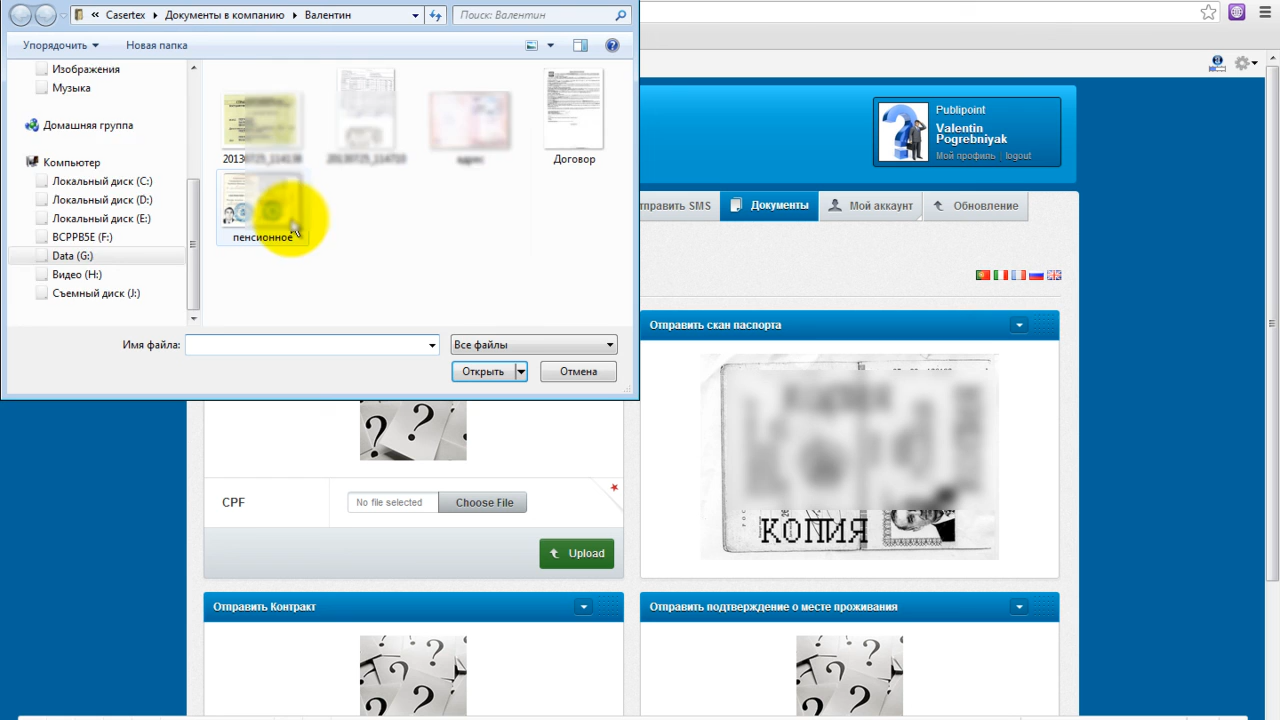 « Casertex ▸ Документы в компанию ▸ Валентин
Поиск: Валентин
Упорядочить
Новая папка
Изображения
Музыка
Домашняя группа
Компьютер
Локальный диск (C:)
Локальный диск (D:)
Локальный диск (E:)
BCPPB5E (F:)
Data (G:)
Видео (H:)
Съемный диск (J:)
Договор
пенсионное
Имя файла:
Все файлы
Открыть
Отмена
Publipoint
Valentin
Pogrebniyak
Мой профиль | logout
тправить SMS
Документы
Мой аккаунт
Обновление
Отправить скан паспорта
КОПИЯ
CPF
No file selected
Choose File
*
Upload
Отправить Контракт
Отправить подтверждение о месте проживания